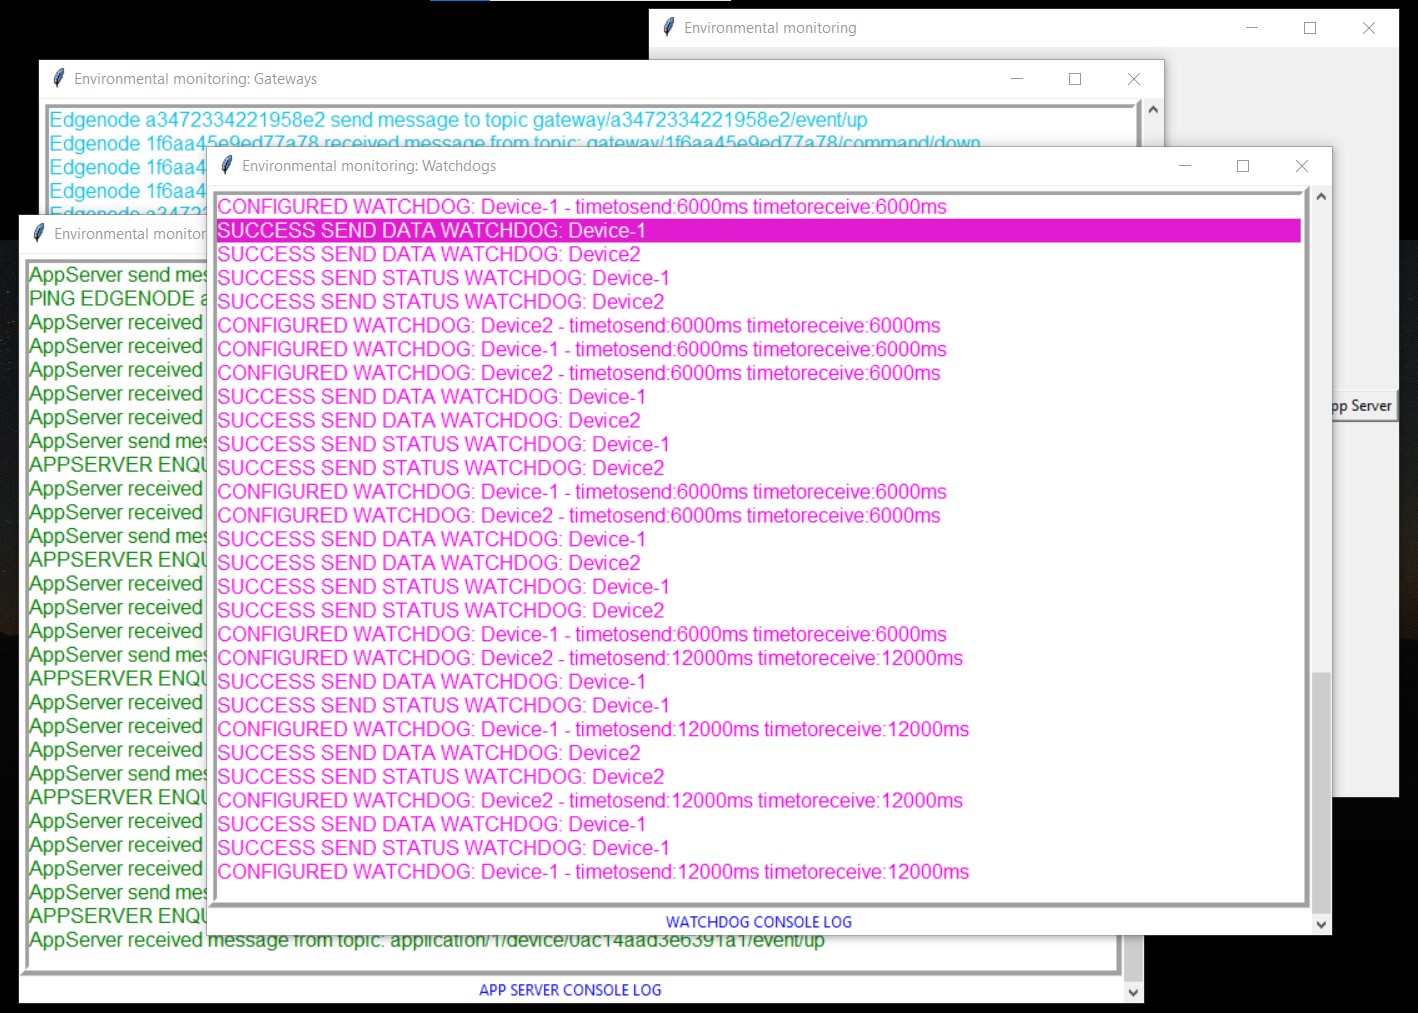 Environmental monitoring
Environmental monitoring: Gateways
Edgenode a3472334221958e2 send message to topic gateway/a3472334221958e2/event/up
Edgenode 1f6aa45e9ed77a78 received message from topic: gateway/1f6aa45e9ed77a78/command/down
Edgenode 1f6aa4
Edgenode 1f6aa4
Edgenode a3472
Environmental monitoring: Watchdogs
CONFIGURED WATCHDOG: Device-1 - timetosend:6000ms timetoreceive:6000ms
SUCCESS SEND DATA WATCHDOG: Device-1
SUCCESS SEND DATA WATCHDOG: Device2
SUCCESS SEND STATUS WATCHDOG: Device-1
SUCCESS SEND STATUS WATCHDOG: Device2
CONFIGURED WATCHDOG: Device2 - timetosend:6000ms timetoreceive:6000ms
CONFIGURED WATCHDOG: Device-1 - timetosend:6000ms timetoreceive:6000ms
CONFIGURED WATCHDOG: Device2 - timetosend:6000ms timetoreceive:6000ms
SUCCESS SEND DATA WATCHDOG: Device-1
SUCCESS SEND DATA WATCHDOG: Device2
SUCCESS SEND STATUS WATCHDOG: Device-1
SUCCESS SEND STATUS WATCHDOG: Device2
CONFIGURED WATCHDOG: Device-1 - timetosend:6000ms timetoreceive:6000ms
CONFIGURED WATCHDOG: Device2 - timetosend:6000ms timetoreceive:6000ms
SUCCESS SEND DATA WATCHDOG: Device-1
SUCCESS SEND DATA WATCHDOG: Device2
SUCCESS SEND STATUS WATCHDOG: Device-1
SUCCESS SEND STATUS WATCHDOG: Device2
CONFIGURED WATCHDOG: Device-1 - timetosend:6000ms timetoreceive:6000ms
CONFIGURED WATCHDOG: Device2 - timetosend:12000ms timetoreceive:12000ms
SUCCESS SEND DATA WATCHDOG: Device-1
SUCCESS SEND STATUS WATCHDOG: Device-1
CONFIGURED WATCHDOG: Device-1 - timetosend:12000ms timetoreceive:12000ms
SUCCESS SEND DATA WATCHDOG: Device2
SUCCESS SEND STATUS WATCHDOG: Device2
CONFIGURED WATCHDOG: Device2 - timetosend:12000ms timetoreceive:12000ms
SUCCESS SEND DATA WATCHDOG: Device-1
SUCCESS SEND STATUS WATCHDOG: Device-1
CONFIGURED WATCHDOG: Device-1 - timetosend:12000ms timetoreceive:12000ms
WATCHDOG CONSOLE LOG
pp Server
Environmental monitor
AppServer send mes
PING EDGENODE a
AppServer received
AppServer received
AppServer received
AppServer received
AppServer received
AppServer send mes
APPSERVER ENQU
AppServer received
AppServer received
AppServer send mes
APPSERVER ENQU
AppServer received
AppServer received
AppServer received
AppServer send mes
APPSERVER ENQU
AppServer received
AppServer received
AppServer received
AppServer send mes
APPSERVER ENQU
AppServer received
AppServer received
AppServer received
AppServer send mes
APPSERVER ENQU
AppServer received message from topic: application/1/device/0ac14aad3e6391a1/event/up
APP SERVER CONSOLE LOG